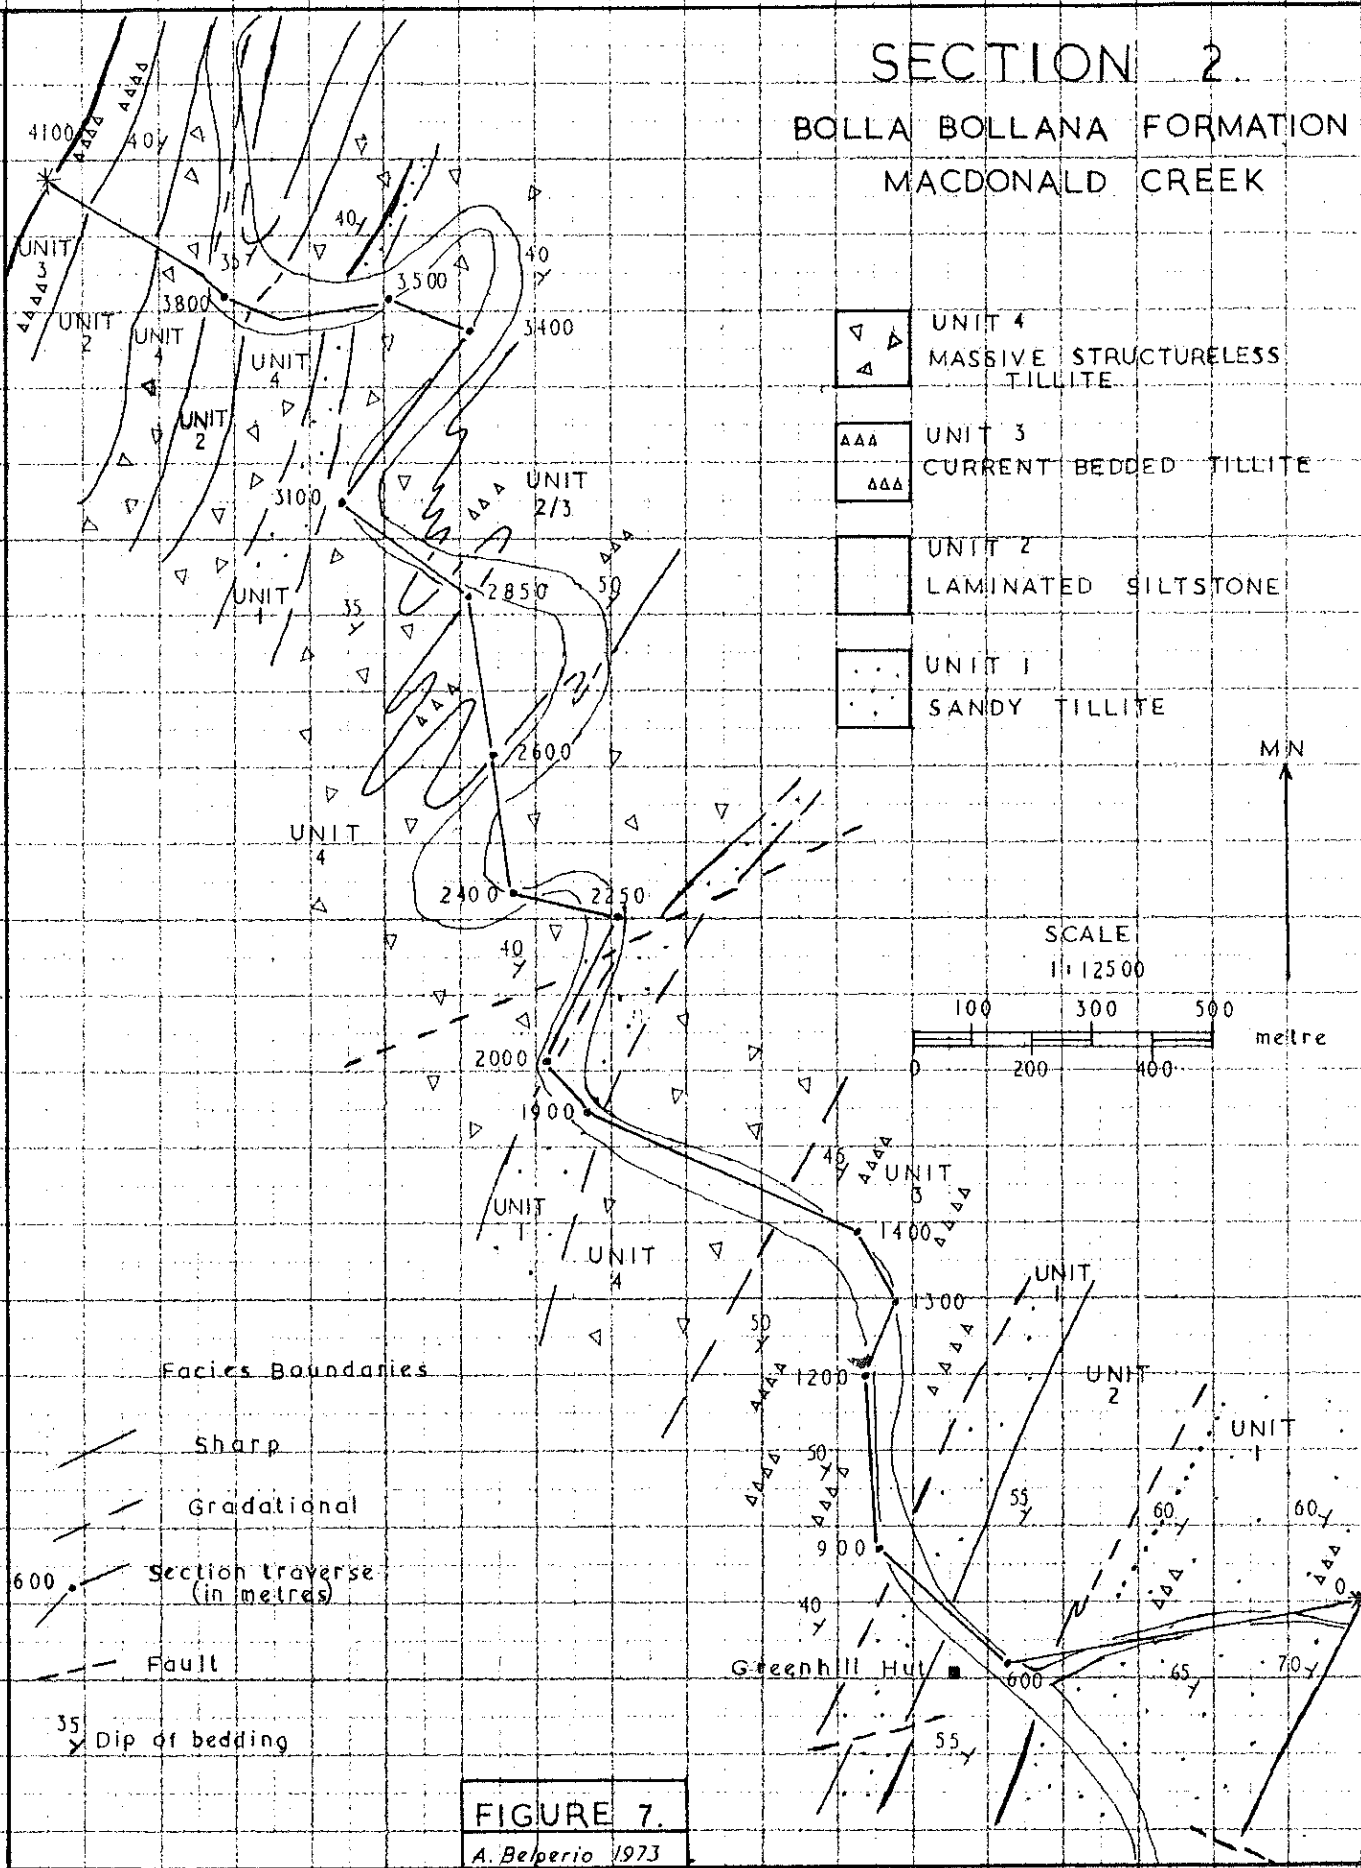 SECTION 2.
BOLLA BOLLANA FORMATION
MACDONALD CREEK
4100
40
UNIT
3
UNIT
2
UNIT
4
3800
35
40
3500
40
3400
UNIT
4
UNIT
2
3100
UNIT
1
35
UNIT
2/3
2850
50
2600
UNIT
4
2400
2250
40
2000
1900
UNIT
1
UNIT
4
45
UNIT
3
1400
1300
UNIT
1
50
1200
UNIT
2
UNIT
1
50
55
60
60
900
0
40
Greenhill Hut
600
65
70
55
UNIT 4
MASSIVE STRUCTURELESS
TILLITE
UNIT 3
CURRENT BEDDED TILLITE
UNIT 2
LAMINATED SILTSTONE
UNIT 1
SANDY TILLITE
MN
SCALE
1:12500
100 300 500
metre
0 200 400
Facies Boundaries
Sharp
Gradational
600
Section traverse
(in metres)
Fault
35
Dip of bedding
FIGURE 7.
A. Belperio 1973